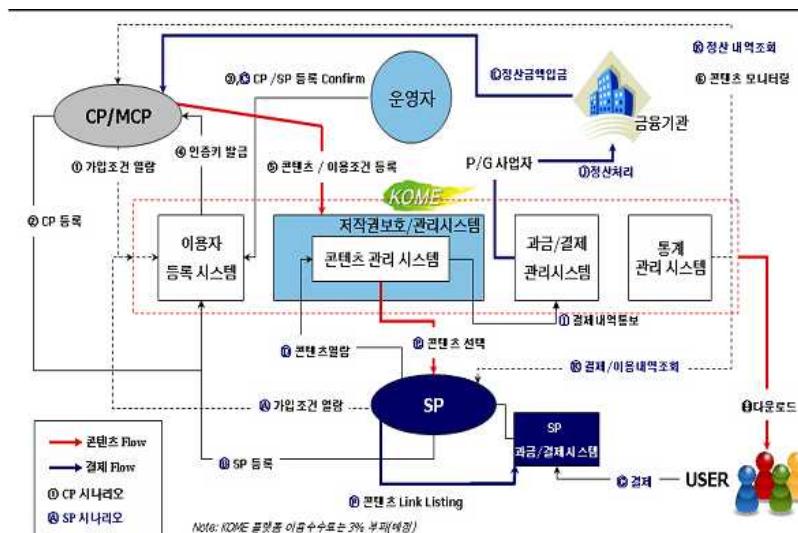 정산 내역조회
정산금액입금
⑥ 콘텐츠 모니터링
CP /SP 등록 Confirm
운영자
CP/MCP
금융기관
① 가입조건 열람
④ 인증키 발급
⑤ 콘텐츠 / 이용조건 등록
P/G 사업자
정산처리
KOME
② CP 등록
저작권보호/관리시스템
이용자
등록 시스템
콘텐츠 관리 시스템
과금/결제
관리시스템
통계
관리 시스템
결제내역통보
콘텐츠열람
콘텐츠 선택
결제/이용내역조회
Ⓐ 가입조건 열람
SP
다운로드
SP
과금/결제시스템
콘텐츠 Flow
결제 Flow
① CP 시나리오
Ⓐ SP 시나리오
SP 등록
결제
USER
콘텐츠 Link Listing
Note: KOME 플랫폼 이용수수료는 3% 부과(예정)